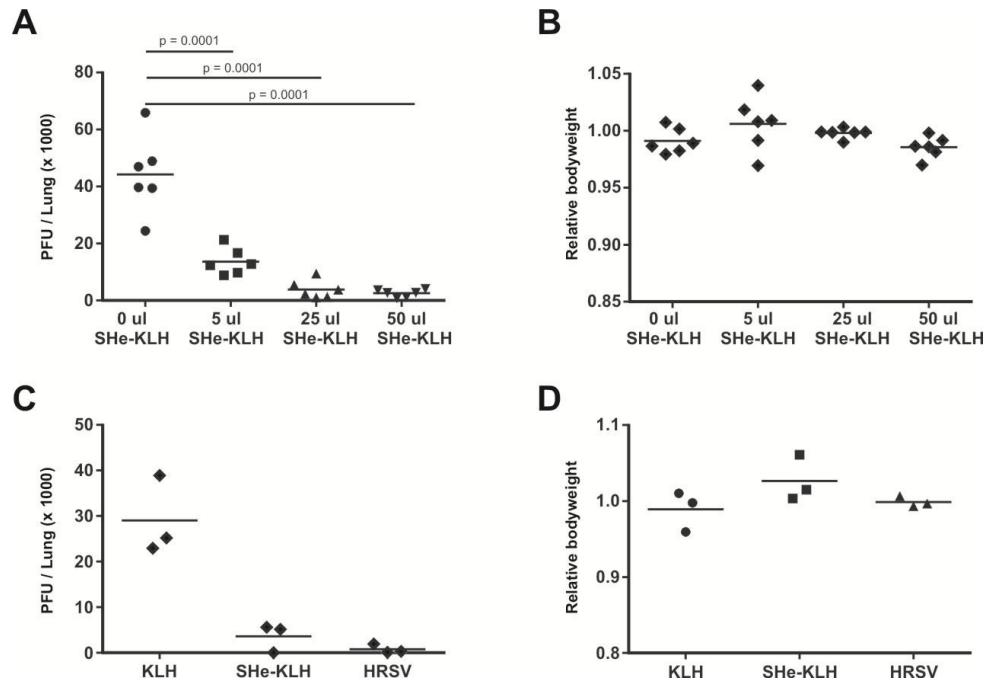 A
p = 0.0001
p = 0.0001
p = 0.0001
PFU / Lung (x 1000)
80
60
40
20
0
0 ul
SHe-KLH
5 ul
SHe-KLH
25 ul
SHe-KLH
50 ul
SHe-KLH
B
Relative bodyweight
1.05
1.00
0.95
0.90
0.85
0 ul
SHe-KLH
5 ul
SHe-KLH
25 ul
SHe-KLH
50 ul
SHe-KLH
C
PFU / Lung (x 1000)
50
40
30
20
10
0
KLH
SHe-KLH
HRSV
D
Relative bodyweight
1.1
1.0
0.9
0.8
KLH
SHe-KLH
HRSV